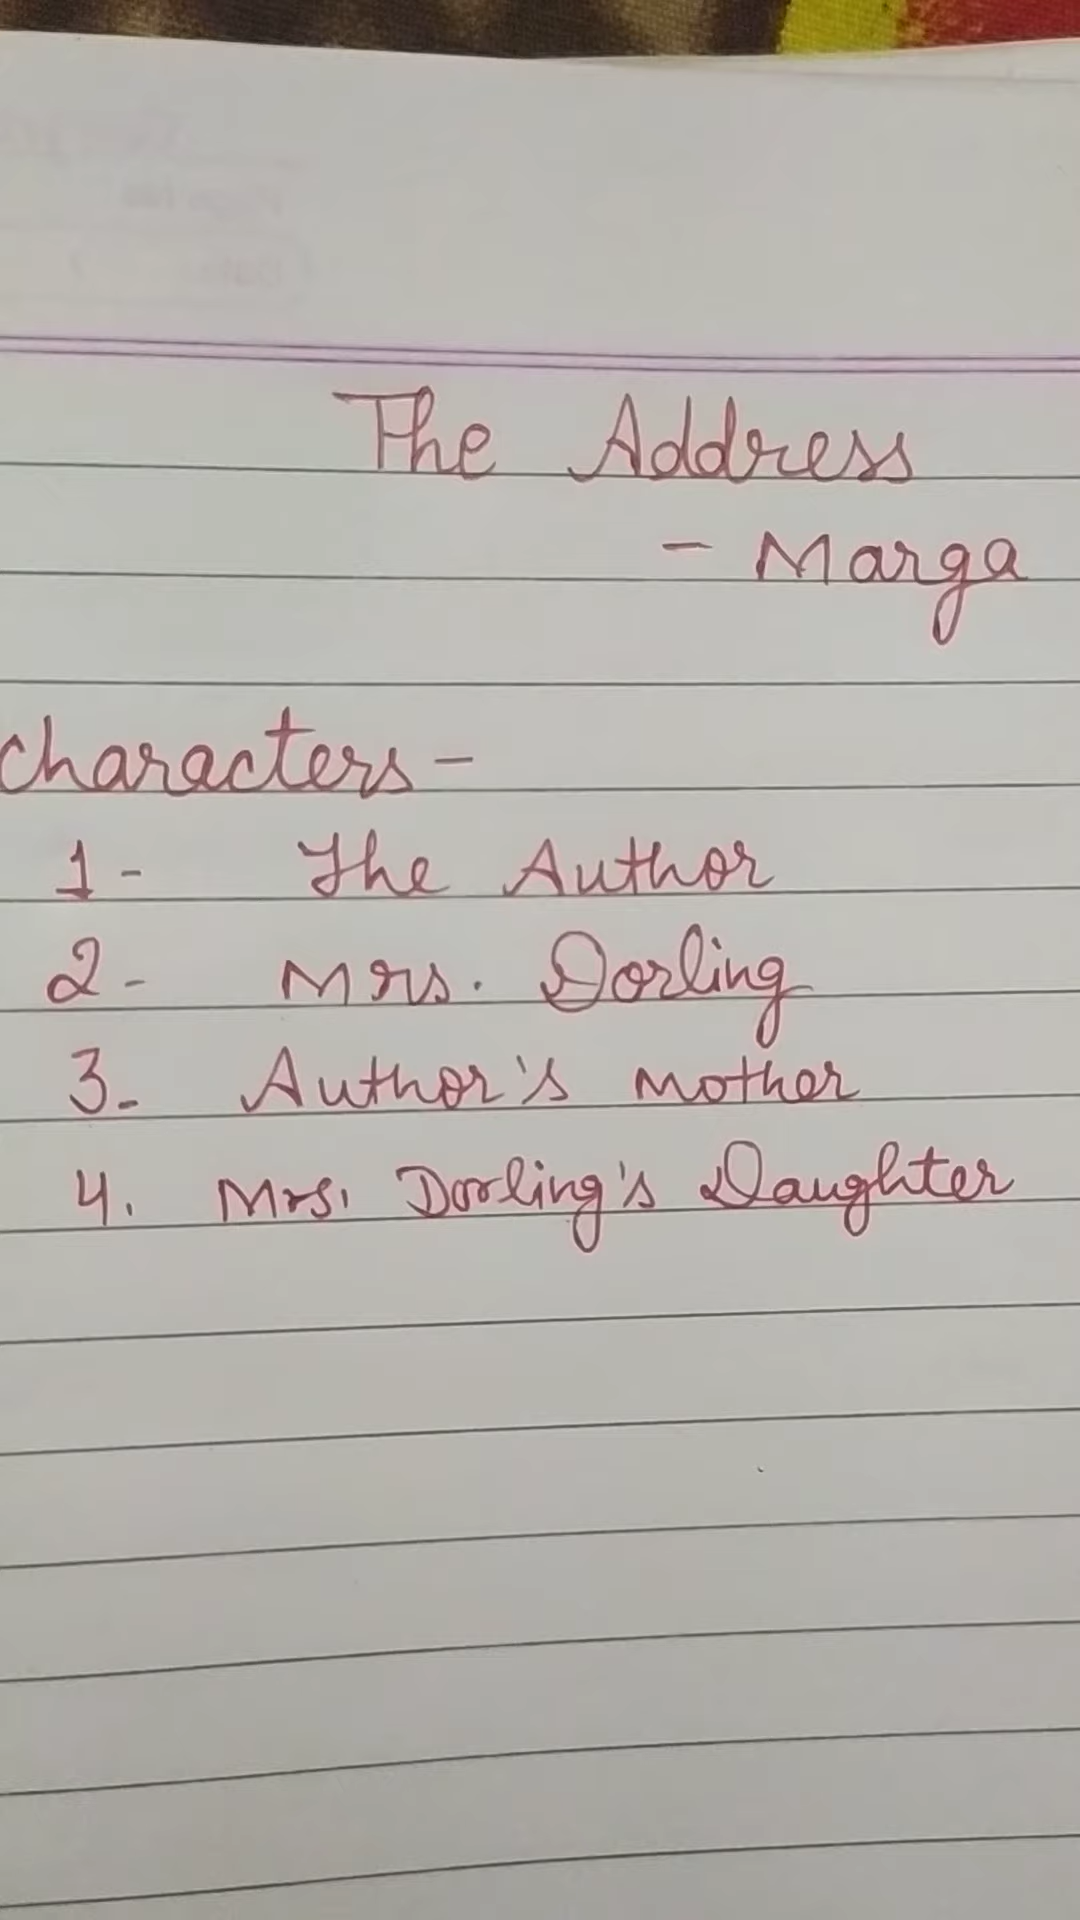 The Address
- Marga
Characters -
1- The Author
2- Mrs. Dorling
3- Author's Mother
4. Mrs. Dorling's Daughter